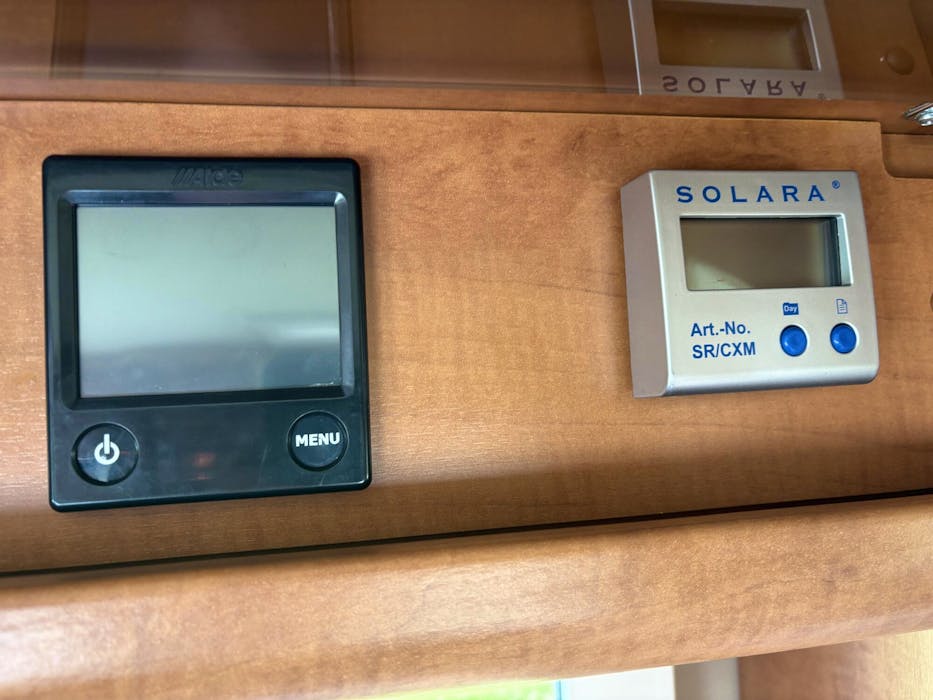 Alde
MENU
SOLARA®
Day
Art.-No.
SR/CXM
SOLARA®